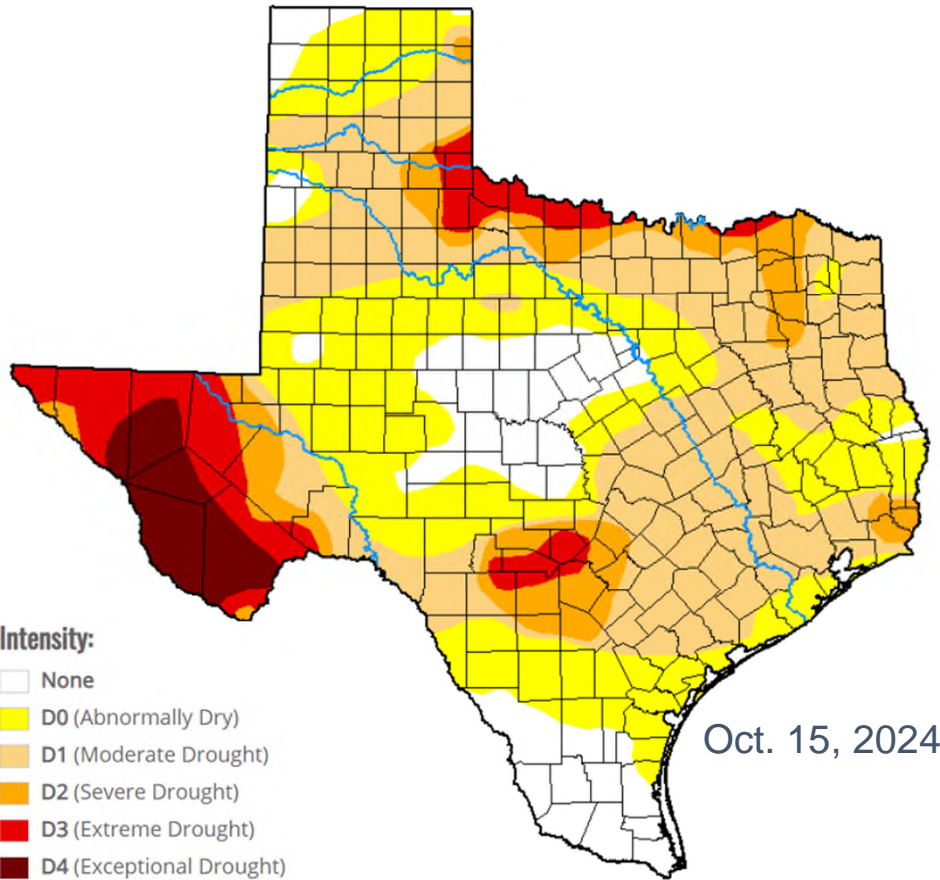 Intensity:
None
D0 (Abnormally Dry)
D1 (Moderate Drought)
D2 (Severe Drought)
D3 (Extreme Drought)
D4 (Exceptional Drought)
Oct. 15, 2024